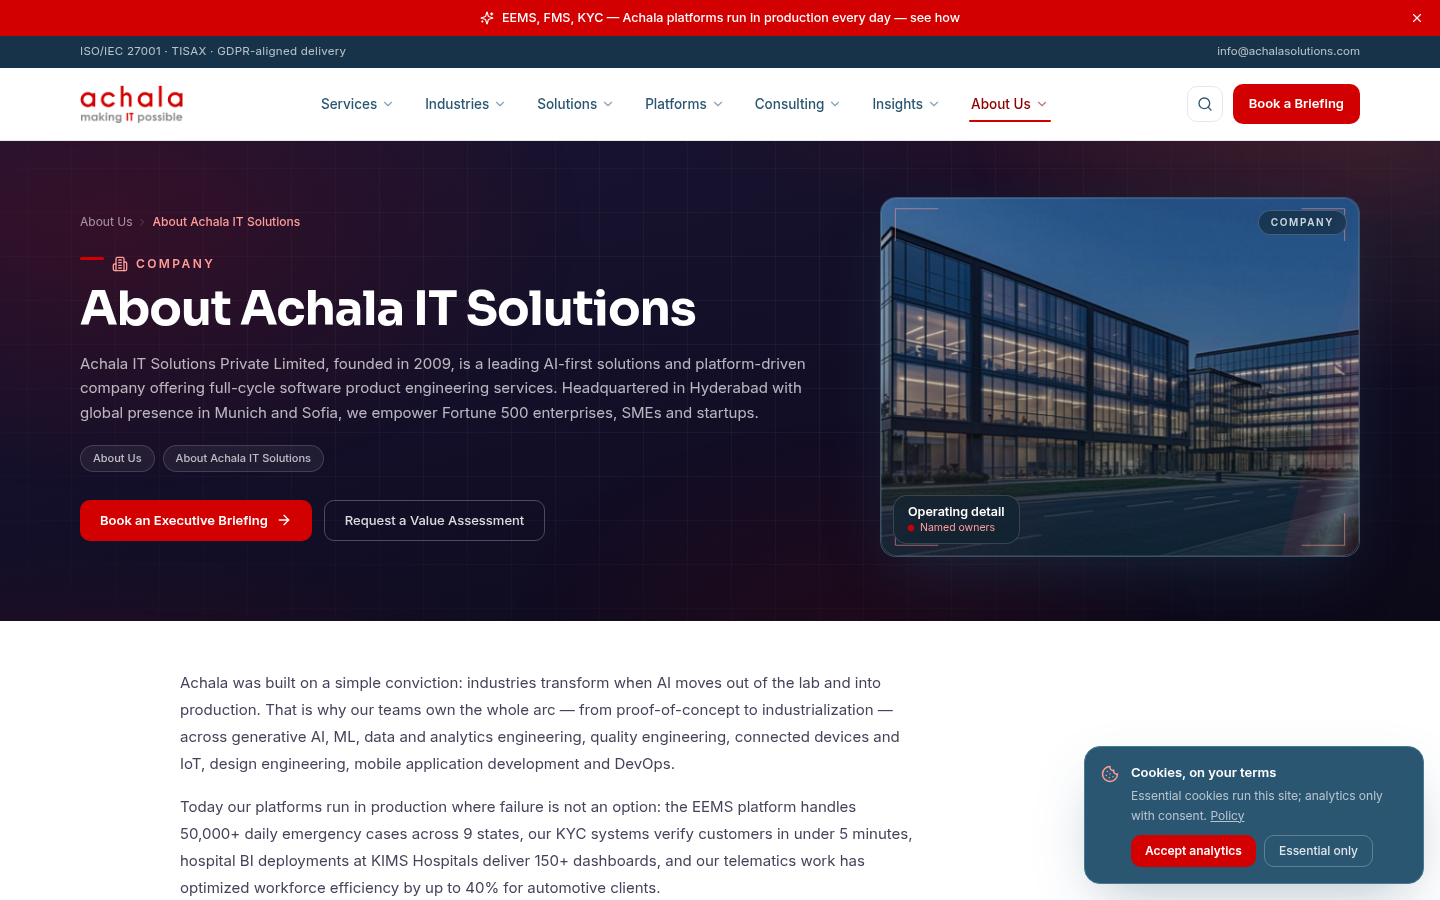 EEMS, FMS, KYC — Achala platforms run in production every day — see how
ISO/IEC 27001 · TISAX · GDPR-aligned delivery
info@achalasolutions.com
achala
making IT possible
Services
Industries
Solutions
Platforms
Consulting
Insights
About Us
Book a Briefing
About Us > About Achala IT Solutions
COMPANY
About Achala IT Solutions
Achala IT Solutions Private Limited, founded in 2009, is a leading AI-first solutions and platform-driven
company offering full-cycle software product engineering services. Headquartered in Hyderabad with
global presence in Munich and Sofia, we empower Fortune 500 enterprises, SMEs and startups.
About Us
About Achala IT Solutions
Book an Executive Briefing
Request a Value Assessment
COMPANY
Operating detail
Named owners
Achala was built on a simple conviction: industries transform when AI moves out of the lab and into
production. That is why our teams own the whole arc — from proof-of-concept to industrialization —
across generative AI, ML, data and analytics engineering, quality engineering, connected devices and
IoT, design engineering, mobile application development and DevOps.
Today our platforms run in production where failure is not an option: the EEMS platform handles
50,000+ daily emergency cases across 9 states, our KYC systems verify customers in under 5 minutes,
hospital BI deployments at KIMS Hospitals deliver 150+ dashboards, and our telematics work has
optimized workforce efficiency by up to 40% for automotive clients.
Cookies, on your terms
Essential cookies run this site; analytics only
with consent. Policy
Accept analytics
Essential only